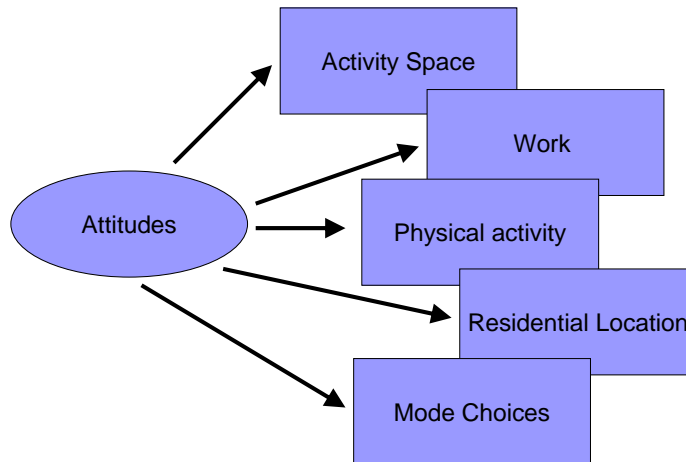 Activity Space
Work
Attitudes
Physical activity
Residential Location
Mode Choices